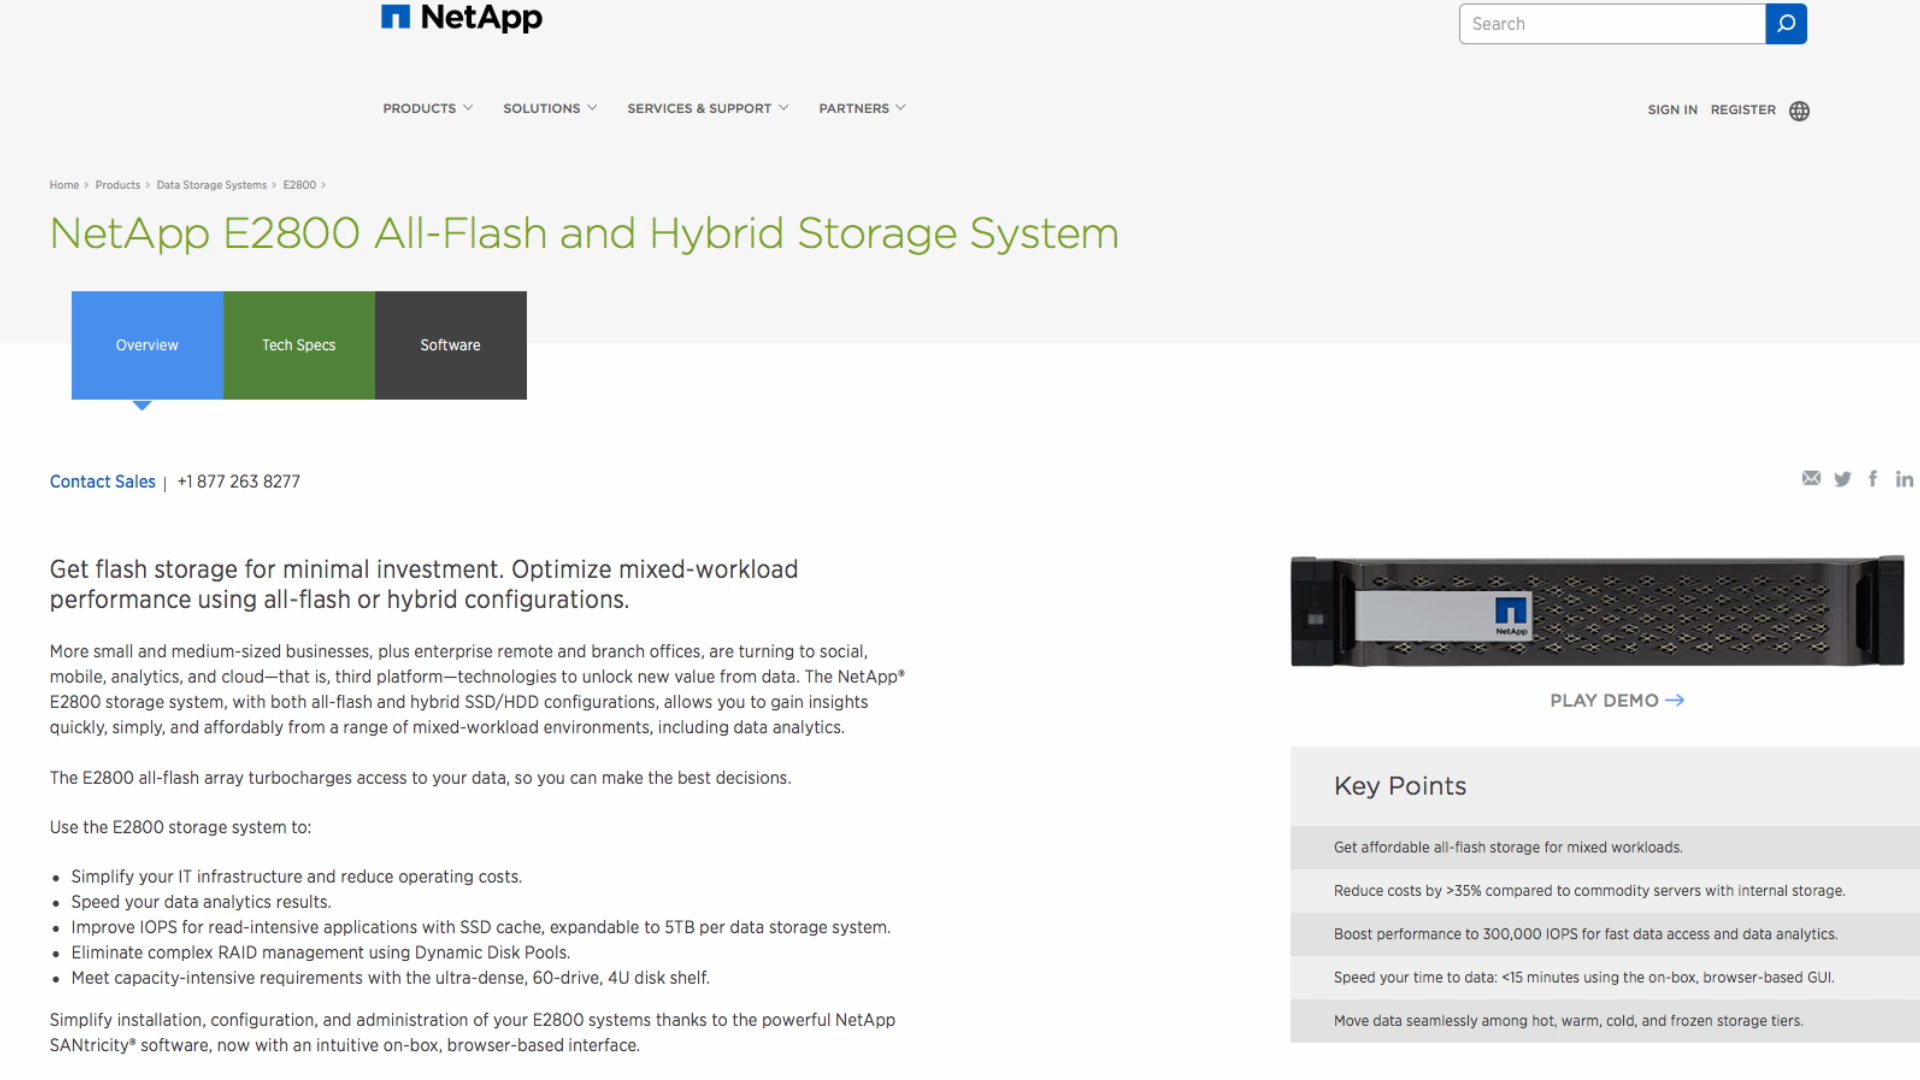 NetApp
Search
PRODUCTS SOLUTIONS SERVICES & SUPPORT PARTNERS
SIGN IN REGISTER
Home > Products > Data Storage Systems > E2800 >
NetApp E2800 All-Flash and Hybrid Storage System
Overview
Tech Specs
Software
Contact Sales | +1 877 263 8277
Get flash storage for minimal investment. Optimize mixed-workload
performance using all-flash or hybrid configurations.
More small and medium-sized businesses, plus enterprise remote and branch offices, are turning to social,
mobile, analytics, and cloud—that is, third platform—technologies to unlock new value from data. The NetApp®
E2800 storage system, with both all-flash and hybrid SSD/HDD configurations, allows you to gain insights
quickly, simply, and affordably from a range of mixed-workload environments, including data analytics.
The E2800 all-flash array turbocharges access to your data, so you can make the best decisions.
Use the E2800 storage system to:
• Simplify your IT infrastructure and reduce operating costs.
• Speed your data analytics results.
• Improve IOPS for read-intensive applications with SSD cache, expandable to 5TB per data storage system.
• Eliminate complex RAID management using Dynamic Disk Pools.
• Meet capacity-intensive requirements with the ultra-dense, 60-drive, 4U disk shelf.
Simplify installation, configuration, and administration of your E2800 systems thanks to the powerful NetApp
SANtricity® software, now with an intuitive on-box, browser-based interface.
NetApp
PLAY DEMO →
Key Points
Get affordable all-flash storage for mixed workloads.
Reduce costs by >35% compared to commodity servers with internal storage.
Boost performance to 300,000 IOPS for fast data access and data analytics.
Speed your time to data: <15 minutes using the on-box, browser-based GUI.
Move data seamlessly among hot, warm, cold, and frozen storage tiers.